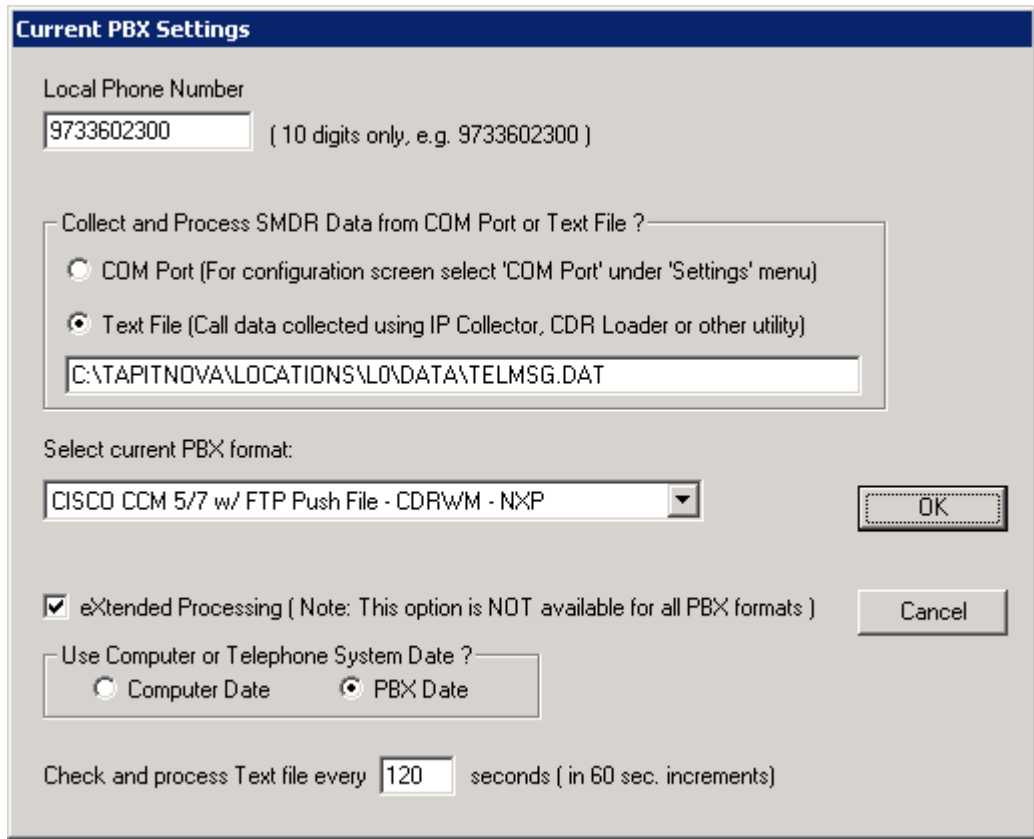 Current PBX Settings
Local Phone Number
9733602300 ( 10 digits only, e.g. 9733602300 )
Collect and Process SMDR Data from COM Port or Text File ?
COM Port (For configuration screen select 'COM Port' under 'Settings' menu)
Text File (Call data collected using IP Collector, CDR Loader or other utility)
C:\TAPITNOVA\LOCATIONS\L0\DATA\TELMSG.DAT
Select current PBX format:
CISCO CCM 5/7 w/ FTP Push File - CDRWM - NXP
OK
eXtended Processing ( Note: This option is NOT available for all PBX formats )
Cancel
Use Computer or Telephone System Date ?
Computer Date PBX Date
Check and process Text file every 120 seconds ( in 60 sec. increments)